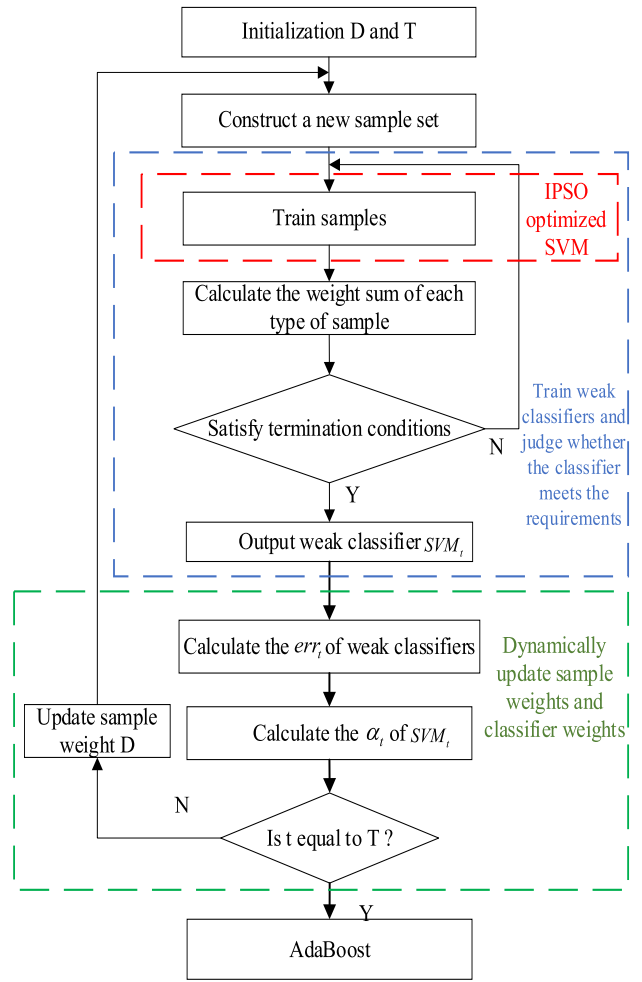 Initialization D and T
Construct a new sample set
IPSO
optimized
SVM
Train samples
Calculate the weight sum of each
type of sample
Train weak
classifiers and
judge whether
the classifier
meets the
requirements
Satisfy termination conditions
N
Y
Output weak classifier SVMₜ
Calculate the errₜ of weak classifiers
Dynamically
update sample
weights and
classifier weights
Update sample
weight D
Calculate the αₜ of SVMₜ
N
Is t equal to T ?
Y
AdaBoost